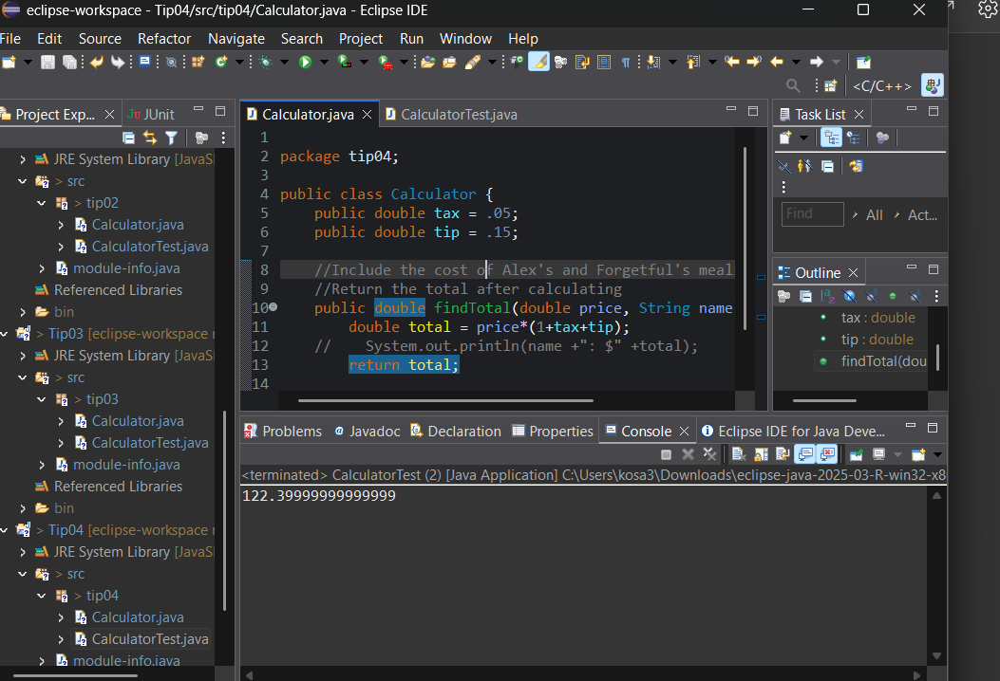 eclipse-workspace - Tip04/src/tip04/Calculator.java - Eclipse IDE
File Edit Source Refactor Navigate Search Project Run Window Help
<C/C++>
Project Exp...
JUnit
JRE System Library [JavaS
> src
> tip02
Calculator.java
CalculatorTest.java
module-info.java
Referenced Libraries
> bin
> Tip03 [eclipse-workspace
JRE System Library [JavaS
> src
> tip03
Calculator.java
CalculatorTest.java
module-info.java
Referenced Libraries
bin
> Tip04 [eclipse-workspace
JRE System Library [JavaS
> src
> tip04
Calculator.java
CalculatorTest.java
module-info.java
Calculator.java
CalculatorTest.java
1
2 package tip04;
3
4 public class Calculator {
5 public double tax = .05;
6 public double tip = .15;
7
8 //Include the cost of Alex's and Forgetful's meal
9 //Return the total after calculating
10 public double findTotal(double price, String name
11 double total = price*(1+tax+tip);
12 // System.out.println(name +": $" +total);
13 return total;
14
Task List
Find
All
Act...
Outline
tax : double
tip : double
findTotal(dou
Problems
Javadoc
Declaration
Properties
Console
Eclipse IDE for Java Deve...
<terminated> CalculatorTest (2) [Java Application] C:\Users\kosa3\Downloads\eclipse-java-2025-03-R-win32-x8
122.39999999999999